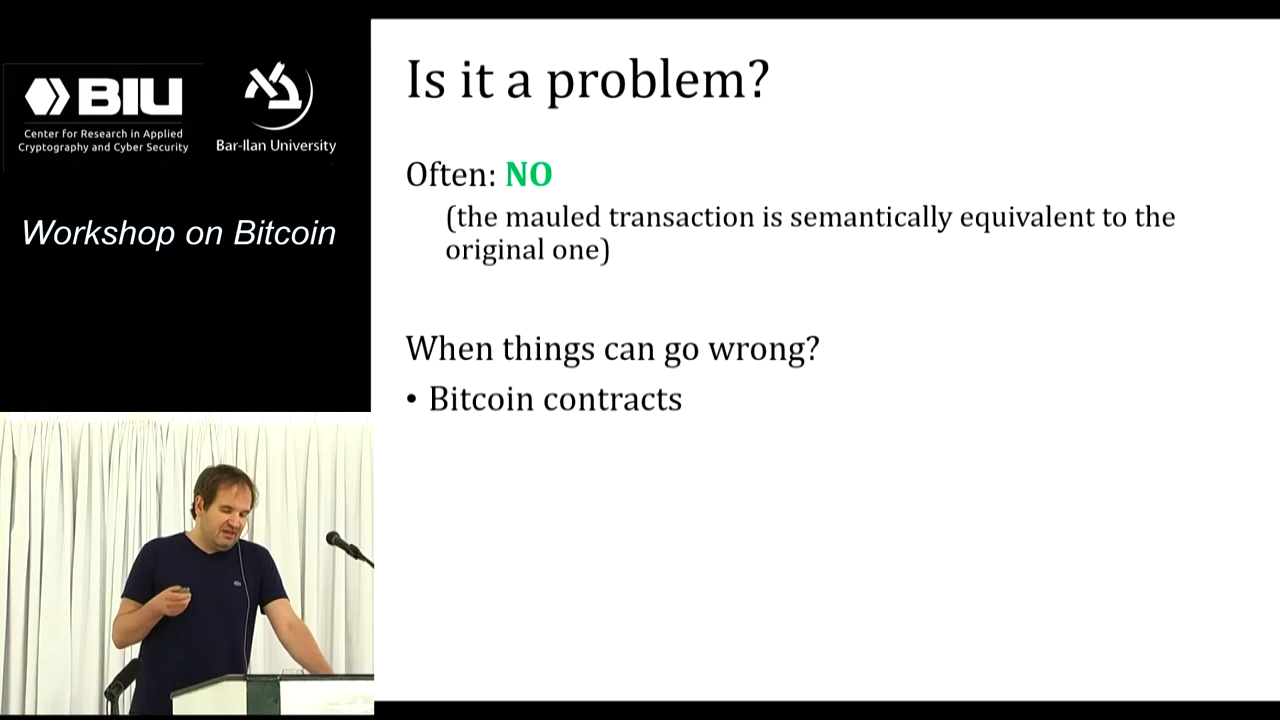 BIU
Center for Research in Applied
Cryptography and Cyber Security
Bar-Ilan University
Workshop on Bitcoin
Is it a problem?
Often: NO
(the mauled transaction is semantically equivalent to the
original one)
When things can go wrong?
• Bitcoin contracts